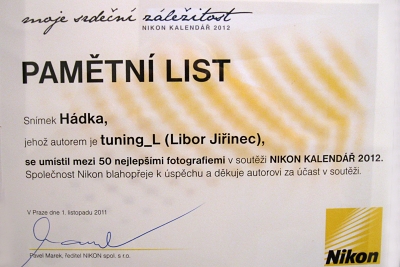 moje srdeční záležitost
NIKON KALENDÁŘ 2012
PAMĚTNÍ LIST
Snímek Hádka,
jehož autorem je tuning_L (Libor Jiřinec),
se umístil mezi 50 nejlepšími fotografiemi v soutěži NIKON KALENDÁŘ 2012.
Společnost Nikon blahopřeje k úspěchu a děkuje autorovi za účast v soutěži.
V Praze dne 1. listopadu 2011
Pavel Marek, ředitel NIKON spol. s r.o.
Nikon